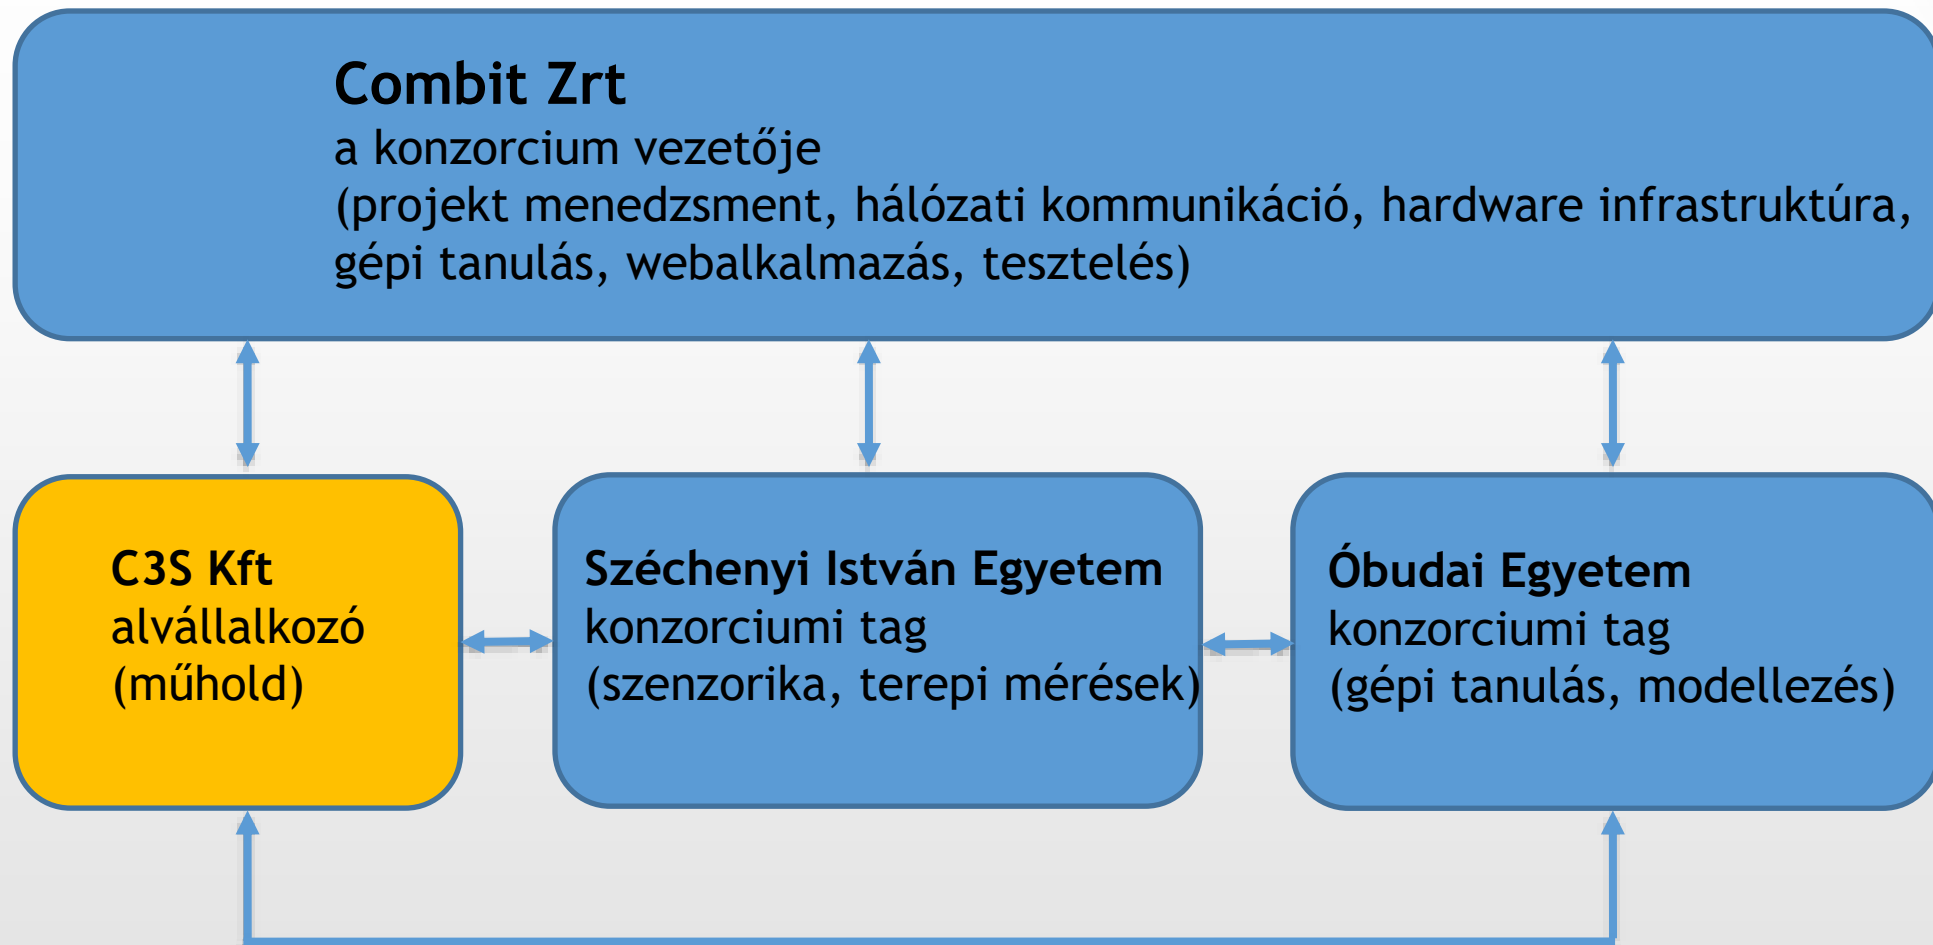 Combit Zrt
a konzorcium vezetője
(projekt menedzsment, hálózati kommunikáció, hardware infrastruktúra,
gépi tanulás, webalkalmazás, tesztelés)
C3S Kft
alvállalkozó
(műhold)
Széchenyi István Egyetem
konzorciumi tag
(szenzorika, terepi mérések)
Óbudai Egyetem
konzorciumi tag
(gépi tanulás, modellezés)